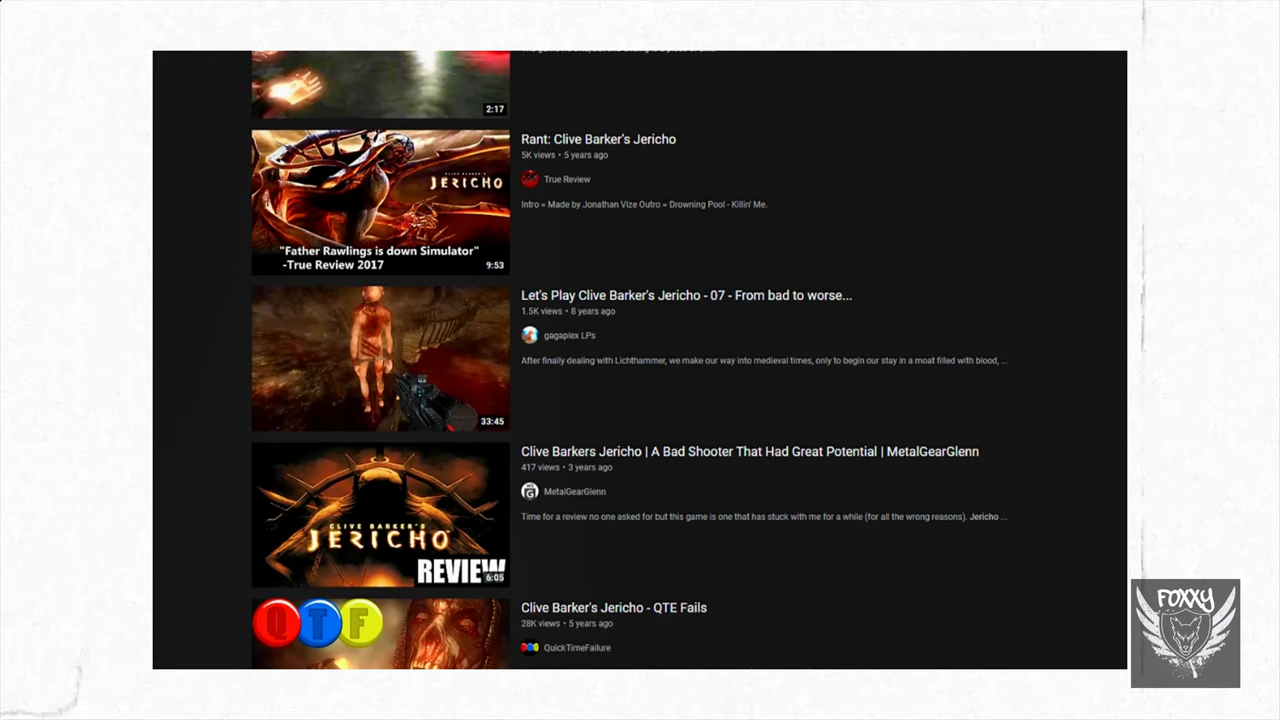 2:17
Rant: Clive Barker's Jericho
5K views • 5 years ago
True Review
Intro = Made by Jonathan Vize Outro = Drowning Pool - Killin' Me.
CLIVE BARKER'S
JERICHO
"Father Rawlings is down Simulator"
-True Review 2017
9:53
Let's Play Clive Barker's Jericho - 07 - From bad to worse...
1.5K views • 8 years ago
gagaplex LPs
After finally dealing with Lichthammer, we make our way into medieval times, only to begin our stay in a moat filled with blood, ...
33:45
Clive Barkers Jericho | A Bad Shooter That Had Great Potential | MetalGearGlenn
417 views • 3 years ago
MetalGearGlenn
Time for a review no one asked for but this game is one that has stuck with me for a while (for all the wrong reasons). Jericho ...
CLIVE BARKER'S
JERICHO
REVIEW
6:05
Clive Barker's Jericho - QTE Fails
28K views • 5 years ago
QuickTimeFailure
Q T F
FOXXY